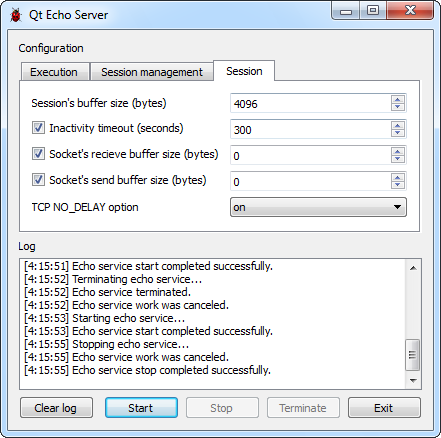 Qt Echo Server
Configuration
Execution Session management Session
Session's buffer size (bytes) 4096
Inactivity timeout (seconds) 300
Socket's recieve buffer size (bytes) 0
Socket's send buffer size (bytes) 0
TCP NO_DELAY option on
Log
[4:15:51] Echo service start completed successfully.
[4:15:52] Terminating echo service...
[4:15:52] Echo service terminated.
[4:15:52] Echo service work was canceled.
[4:15:53] Starting echo service...
[4:15:53] Echo service start completed successfully.
[4:15:55] Stopping echo service...
[4:15:55] Echo service work was canceled.
[4:15:55] Echo service stop completed successfully.
Clear log Start Stop Terminate Exit